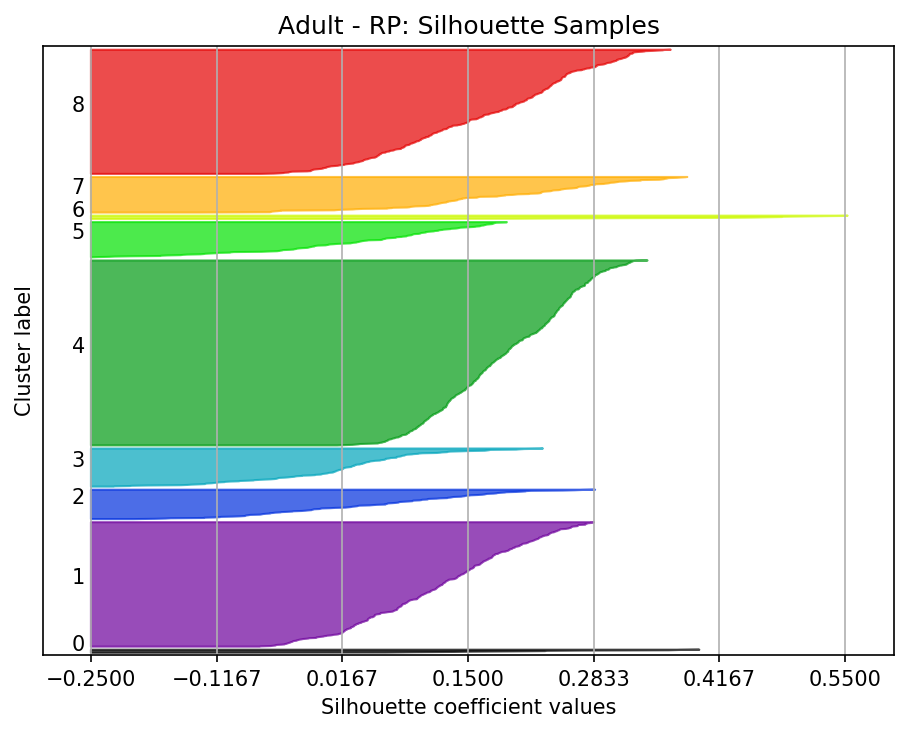 Adult - RP: Silhouette Samples
8
7
6
5
4
3
2
1
0
Cluster label
−0.2500 −0.1167 0.0167 0.1500 0.2833 0.4167 0.5500
Silhouette coefficient values